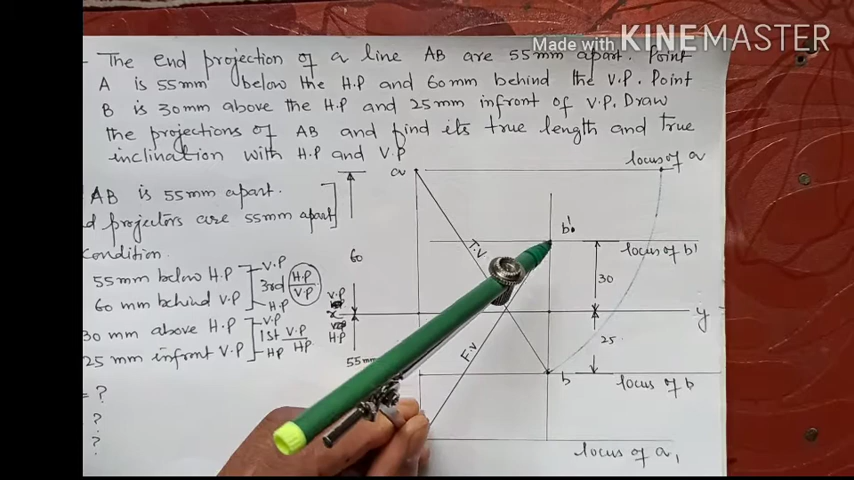 Made with KINEMASTER
- The end projection of a line AB are 55mm apart. Point
A is 55mm below the H.P and 60mm behind the V.P. Point
B is 30mm above the H.P and 25mm infront of V.P. Draw
the projections of AB and find its true length and true
inclination with H.P and V.P
AB is 55mm apart.
d projectors are 55mm apart
condition.
55mm below H.P
60 mm behind V.P
V.P
3rd H.P
V.P
H.P
30 mm above H.P
25 mm infront V.P
V.P
1st V.P
HP
HP
= ?
?
?
a
locus of a
b'
T.V
locus of b'
60
30
V.P
x
H.P
y
25
55mm
F.V
b
locus of b
locus of a,